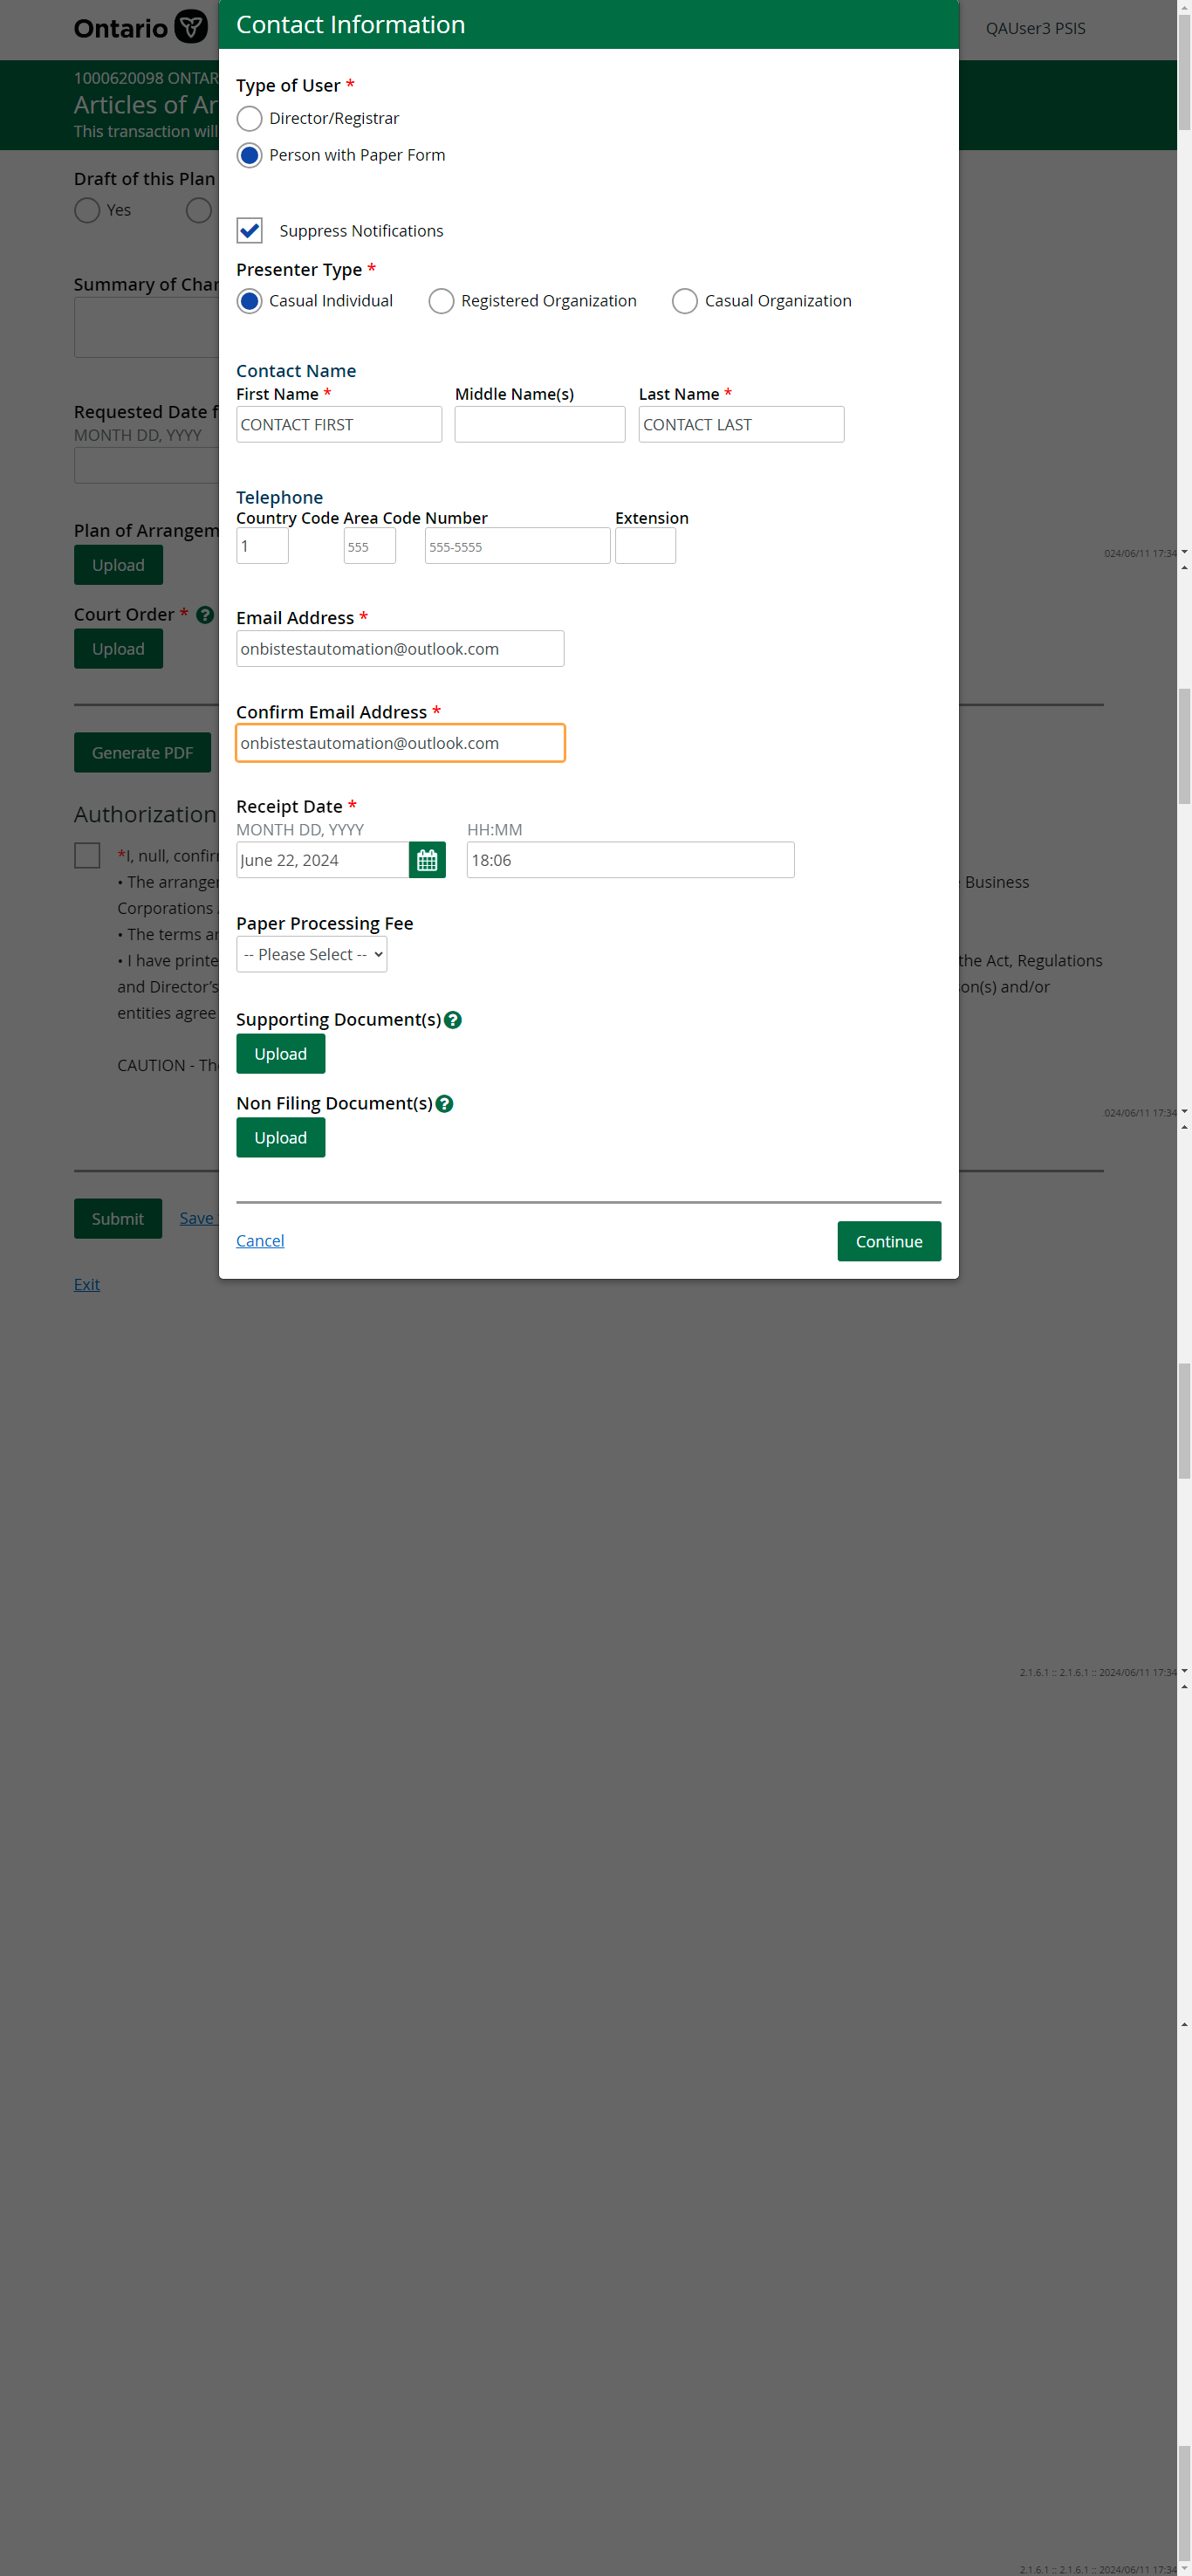 Ontario
QAUser3 PSIS
Contact Information
1000620098 ONTAR
Articles of Ar
This transaction will
Type of User *
Director/Registrar
Person with Paper Form
Draft of this Plan
Yes
Suppress Notifications
Presenter Type *
Casual Individual Registered Organization Casual Organization
Summary of Char
Contact Name
First Name * Middle Name(s) Last Name *
CONTACT FIRST CONTACT LAST
Requested Date f
MONTH DD, YYYY
Telephone
Country Code Area Code Number Extension
1 555 555-5555
Plan of Arrangem
Upload
024/06/11 17:34
Court Order * ?
Upload
Email Address *
onbistestautomation@outlook.com
Confirm Email Address *
onbistestautomation@outlook.com
Generate PDF
Receipt Date *
MONTH DD, YYYY HH:MM
June 22, 2024 18:06
Authorization
*I, null, confir
• The arranger Business
Corporations
• The terms ar
• I have printe the Act, Regulations
and Director's on(s) and/or
entities agree
CAUTION - Th
Paper Processing Fee
-- Please Select --
Supporting Document(s) ?
Upload
Non Filing Document(s) ?
Upload
024/06/11 17:34
Submit Save
Cancel Continue
Exit
2.1.6.1 :: 2.1.6.1 :: 2024/06/11 17:34
2.1.6.1 :: 2.1.6.1 :: 2024/06/11 17:34